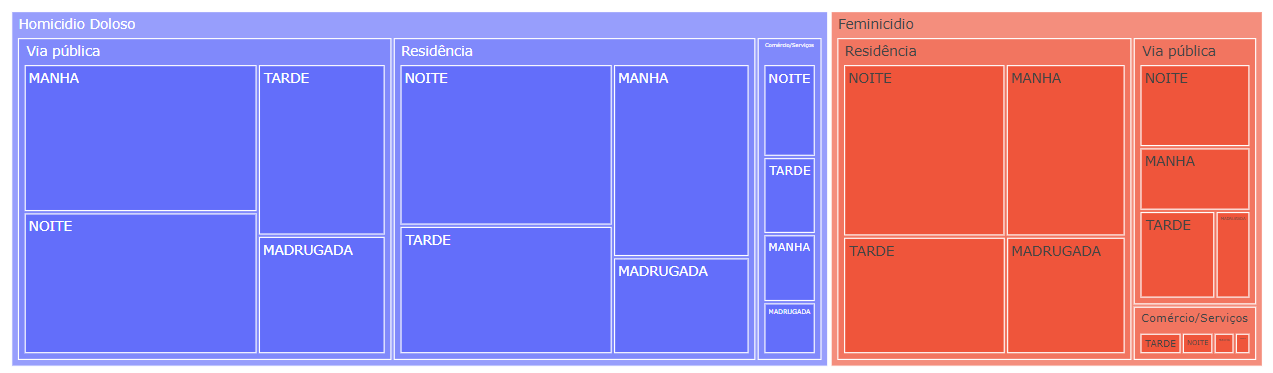 Homicidio Doloso
Via pública
MANHA
TARDE
NOITE
MADRUGADA
Residência
NOITE
MANHA
TARDE
MADRUGADA
Comércio/Serviços
NOITE
TARDE
MANHA
MADRUGADA
Feminicidio
Residência
NOITE
MANHA
TARDE
MADRUGADA
Via pública
NOITE
MANHA
TARDE
Comércio/Serviços
TARDE
NOITE